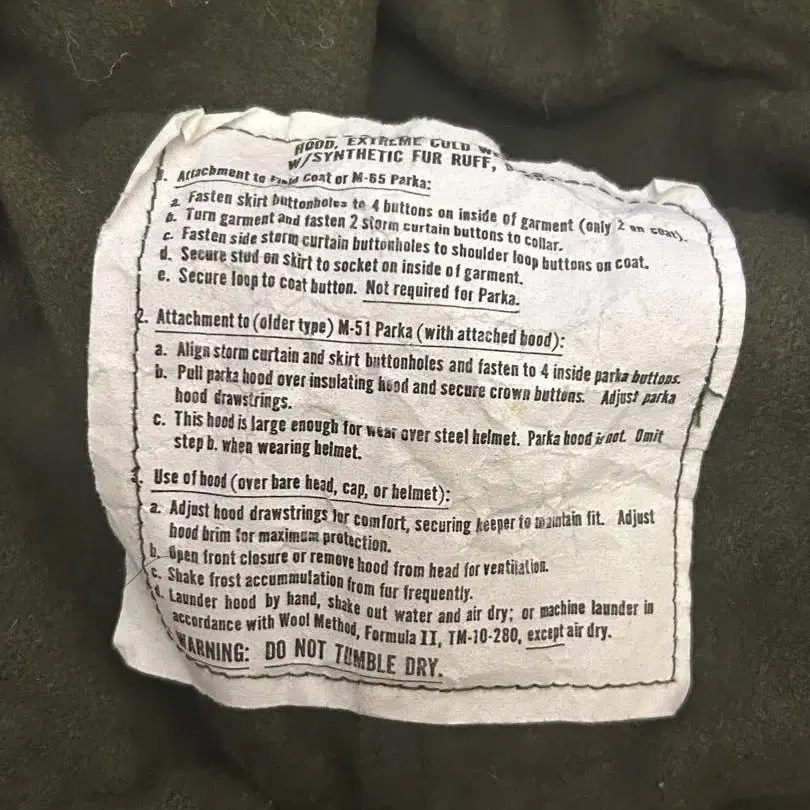 HOOD, EXTREME COLD
W/SYNTHETIC FUR RUFF,
1. Attachment to Field Coat or M-65 Parka:
a. Fasten skirt buttonholes to 4 buttons on inside of garment (only 2 on coat).
b. Turn garment and fasten 2 storm curtain buttons to collar.
c. Fasten side storm curtain buttonholes to shoulder loop buttons on coat.
d. Secure stud on skirt to socket on inside of garment.
e. Secure loop to coat button. Not required for Parka.
2. Attachment to (older type) M-51 Parka (with attached hood):
a. Align storm curtain and skirt buttonholes and fasten to 4 inside parka buttons.
b. Pull parka hood over insulating hood and secure crown buttons. Adjust parka
hood drawstrings.
c. This hood is large enough for wear over steel helmet. Parka hood is not. Omit
step b. when wearing helmet.
3. Use of hood (over bare head, cap, or helmet):
a. Adjust hood drawstrings for comfort, securing keeper to maintain fit. Adjust
hood brim for maximum protection.
b. Open front closure or remove hood from head for ventilation.
c. Shake frost accummulation from fur frequently.
d. Launder hood by hand, shake out water and air dry; or machine launder in
accordance with Wool Method, Formula II, TM-10-280, except air dry.
WARNING: DO NOT TUMBLE DRY.